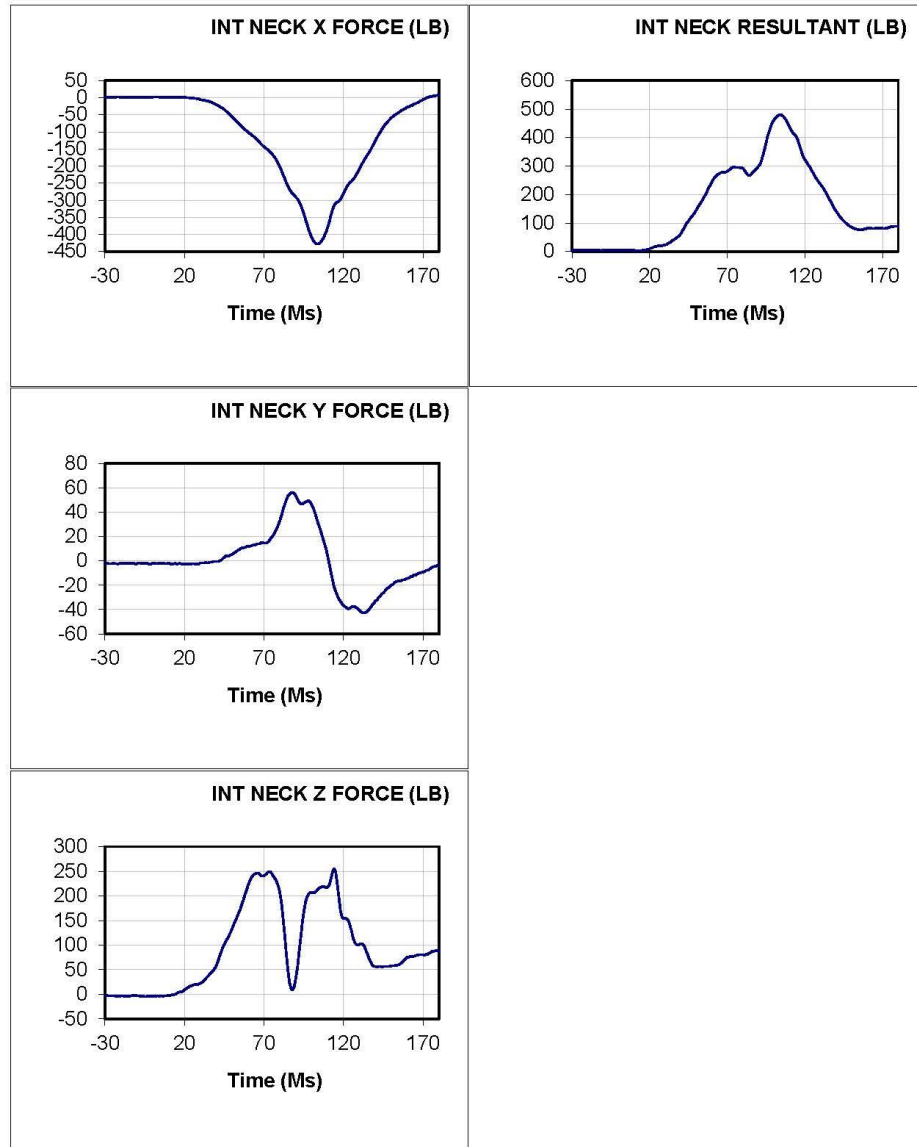 INT NECK X FORCE (LB)
50
0
-50
-100
-150
-200
-250
-300
-350
-400
-450
-30 20 70 120 170
Time (Ms)
INT NECK RESULTANT (LB)
600
500
400
300
200
100
0
-30 20 70 120 170
Time (Ms)
INT NECK Y FORCE (LB)
80
60
40
20
0
-20
-40
-60
-30 20 70 120 170
Time (Ms)
INT NECK Z FORCE (LB)
300
250
200
150
100
50
0
-50
-30 20 70 120 170
Time (Ms)